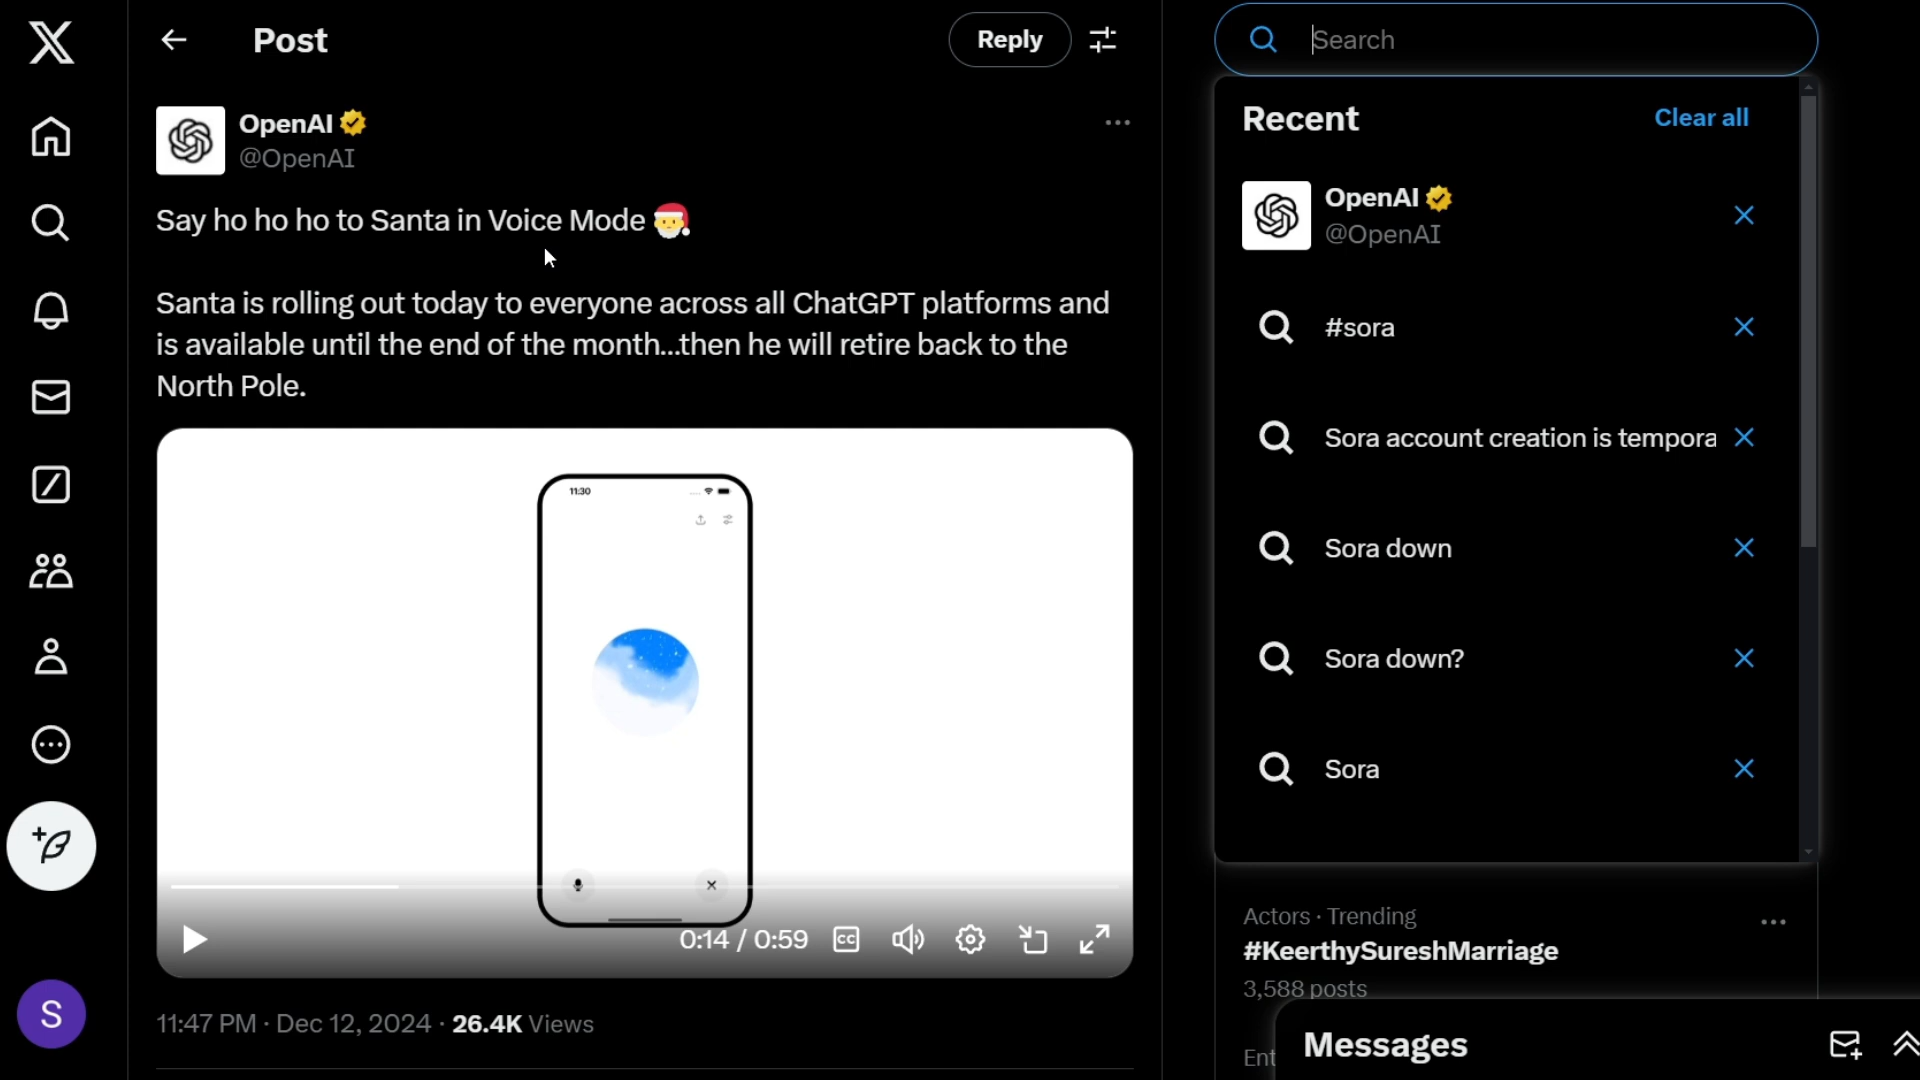 Post
Reply
OpenAI
@OpenAI
Say ho ho ho to Santa in Voice Mode 🎅
Santa is rolling out today to everyone across all ChatGPT platforms and
is available until the end of the month...then he will retire back to the
North Pole.
11:30
0:14 / 0:59
CC
11:47 PM · Dec 12, 2024 · 26.4K Views
S
Search
Recent
Clear all
OpenAI
@OpenAI
#sora
Sora account creation is tempora
Sora down
Sora down?
Sora
Actors · Trending
#KeerthySureshMarriage
3,588 posts
Ent
Messages